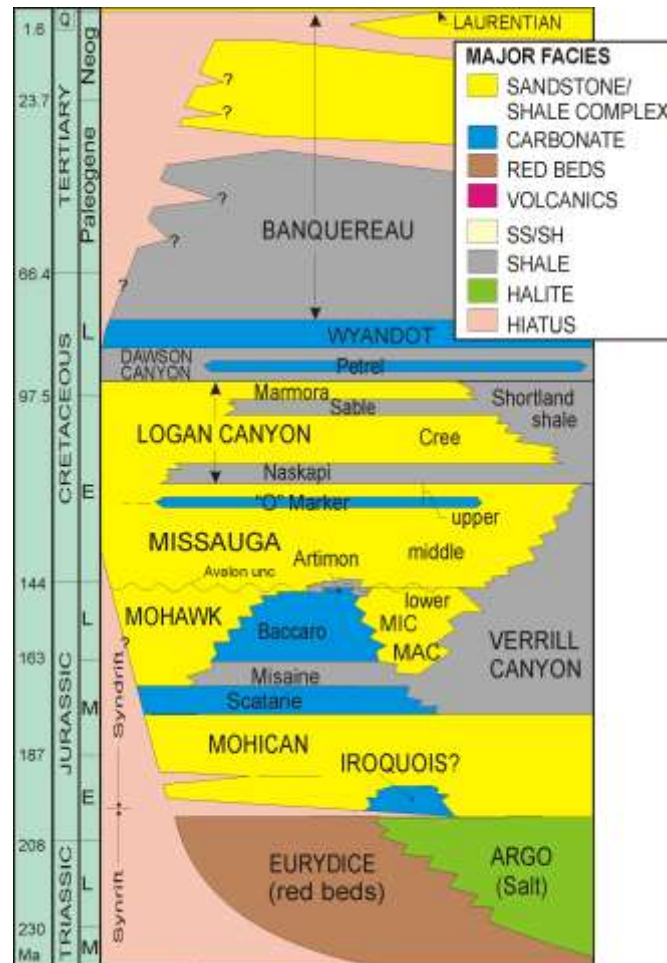 Q
LAURENTIAN
1.6
Neog
MAJOR FACIES
SANDSTONE/
SHALE COMPLEX
CARBONATE
RED BEDS
VOLCANICS
SS/SH
SHALE
HALITE
HIATUS
?
23.7
?
TERTIARY
Paleogene
?
BANQUEREAU
?
66.4
?
L
WYANDOT
DAWSON
CANYON
Petrel
97.5
Marmora
Sable
Shortland
shale
CRETACEOUS
LOGAN CANYON
Cree
Naskapi
E
"O" Marker
upper
MISSAUGA
middle
Artimon
Avalon unc
144
lower
MOHAWK
L
MIC
Baccaro
MAC
VERRILL
CANYON
?
163
Misaine
Scatarie
M
JURASSIC
Syndrift
MOHICAN
187
IROQUOIS?
E
208
EURYDICE
(red beds)
ARGO
(Salt)
TRIASSIC
L
Synrift
230
Ma
M